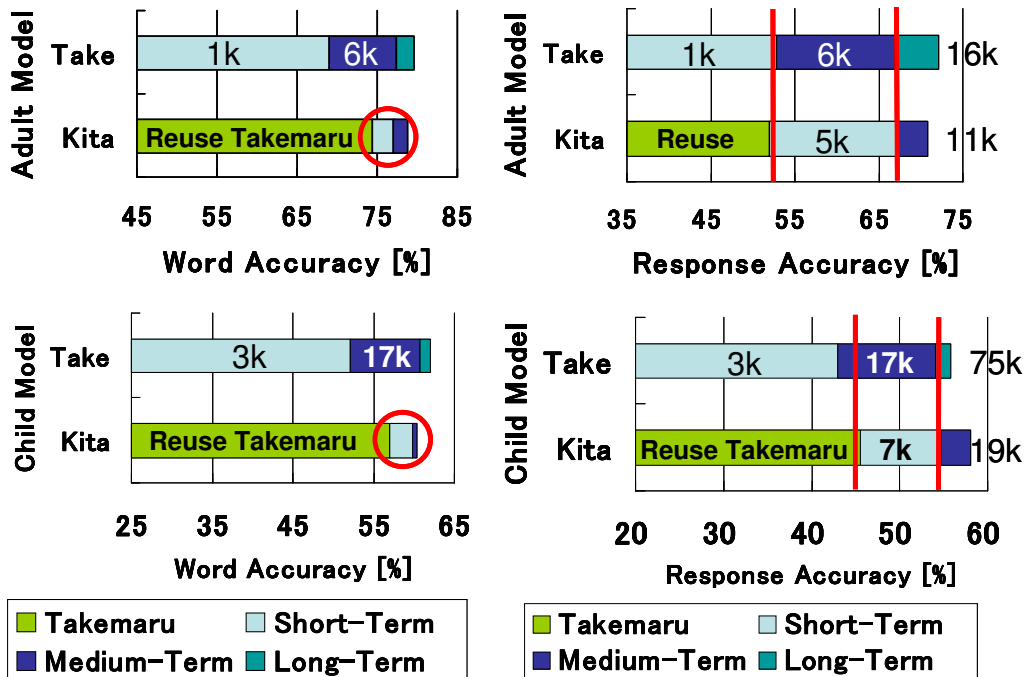 Adult Model
Take
1k
6k
Kita
Reuse Takemaru
45 55 65 75 85
Word Accuracy [%]
Adult Model
Take
1k
6k
16k
Kita
Reuse
5k
11k
35 45 55 65 75
Response Accuracy [%]
Child Model
Take
3k
17k
Kita
Reuse Takemaru
25 35 45 55 65
Word Accuracy [%]
Child Model
Take
3k
17k
75k
Kita
Reuse Takemaru
7k
19k
20 30 40 50 60
Response Accuracy [%]
Takemaru Short-Term
Medium-Term Long-Term
Takemaru Short-Term
Medium-Term Long-Term